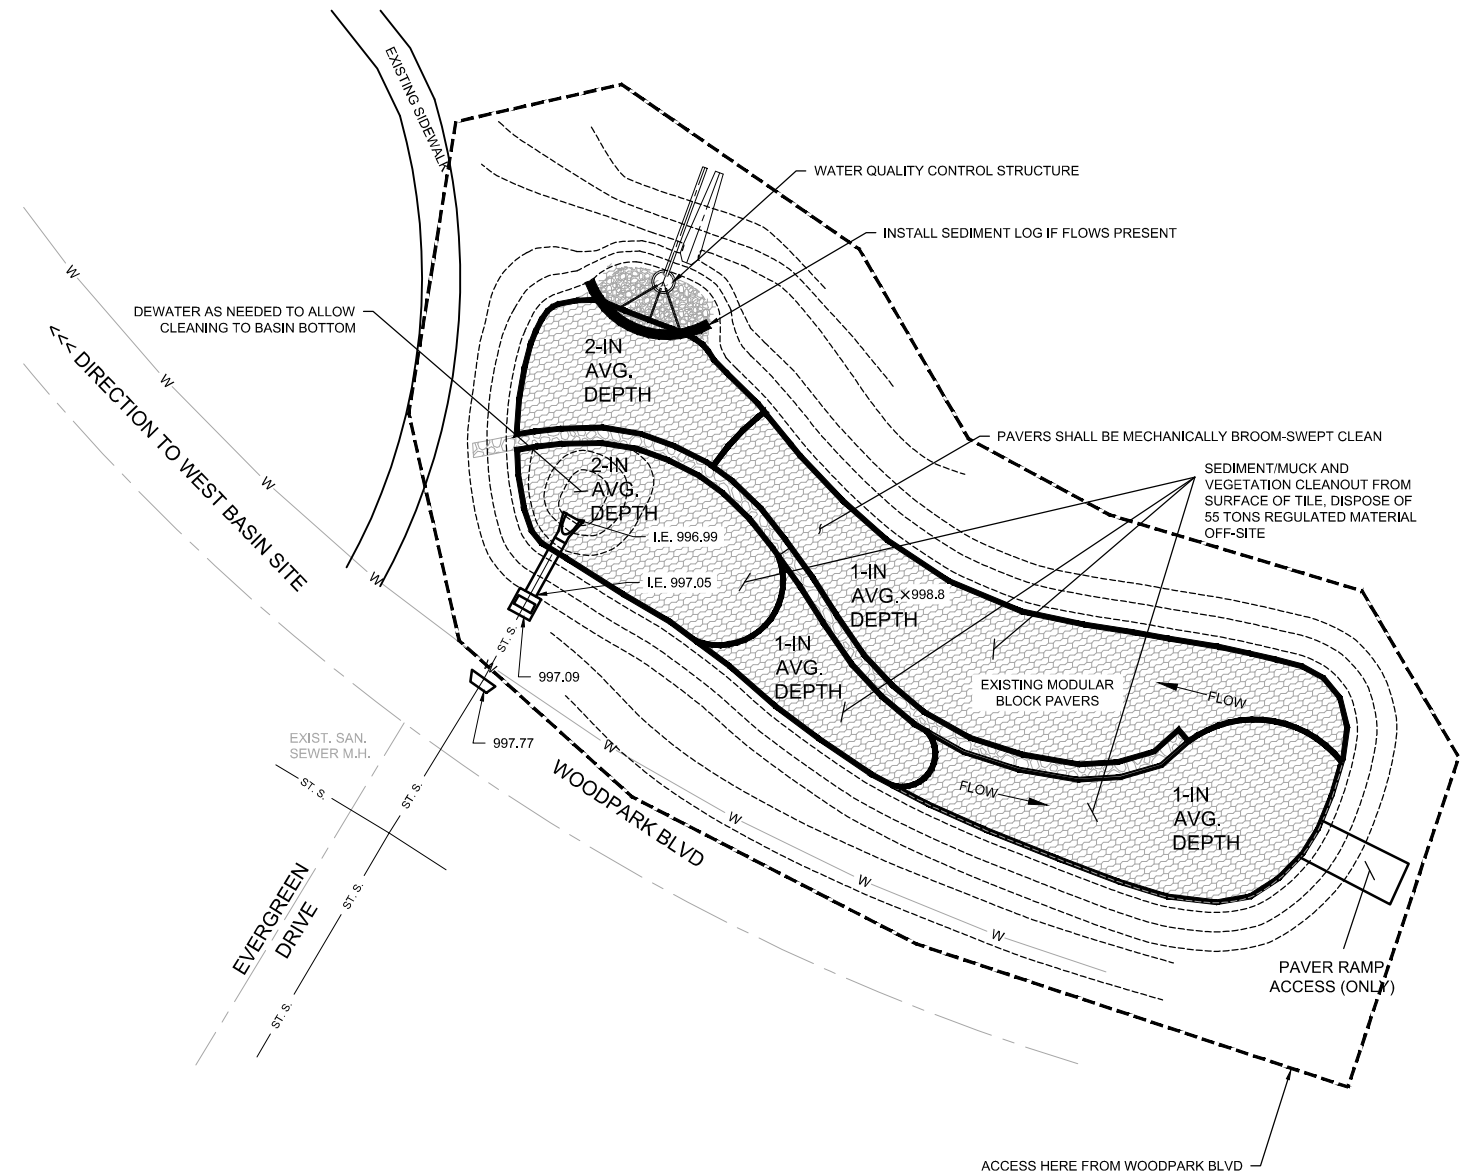 EXISTING SIDEWALK
WATER QUALITY CONTROL STRUCTURE
INSTALL SEDIMENT LOG IF FLOWS PRESENT
W
DEWATER AS NEEDED TO ALLOW
CLEANING TO BASIN BOTTOM
<<< DIRECTION TO WEST BASIN SITE
2-IN
AVG.
DEPTH
W
PAVERS SHALL BE MECHANICALLY BROOM-SWEPT CLEAN
2-IN
AVG.
DEPTH
SEDIMENT/MUCK AND
VEGETATION CLEANOUT FROM
SURFACE OF TILE, DISPOSE OF
55 TONS REGULATED MATERIAL
OFF-SITE
W
I.E. 996.99
W
I.E. 997.05
1-IN
AVG.
DEPTH
×998.8
ST. S.
1-IN
AVG.
DEPTH
W
997.09
EXISTING MODULAR
BLOCK PAVERS
FLOW
EXIST. SAN.
SEWER M.H.
997.77
W
WOODPARK BLVD
ST. S.
ST. S.
FLOW
1-IN
AVG.
DEPTH
W
W
ST. S.
EVERGREEN
DRIVE
W
PAVER RAMP
ACCESS (ONLY)
ST. S.
ACCESS HERE FROM WOODPARK BLVD